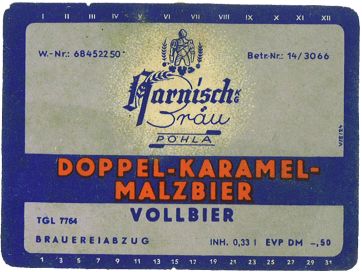 I II III IV V VI VII VIII IX X XI XII
W.-Nr.: 68452250
Betr-Nr.: 14/3066
Harnisch KG
Bräu
PÖHLA
DOPPEL-KARAMEL-
MALZBIER
VOLLBIER
TGL 7764
BRAUEREIABZUG
INH. 0,33 l EVP DM -,50
1 3 5 7 9 11 13 15 17 19 21 23 25 27 29 31